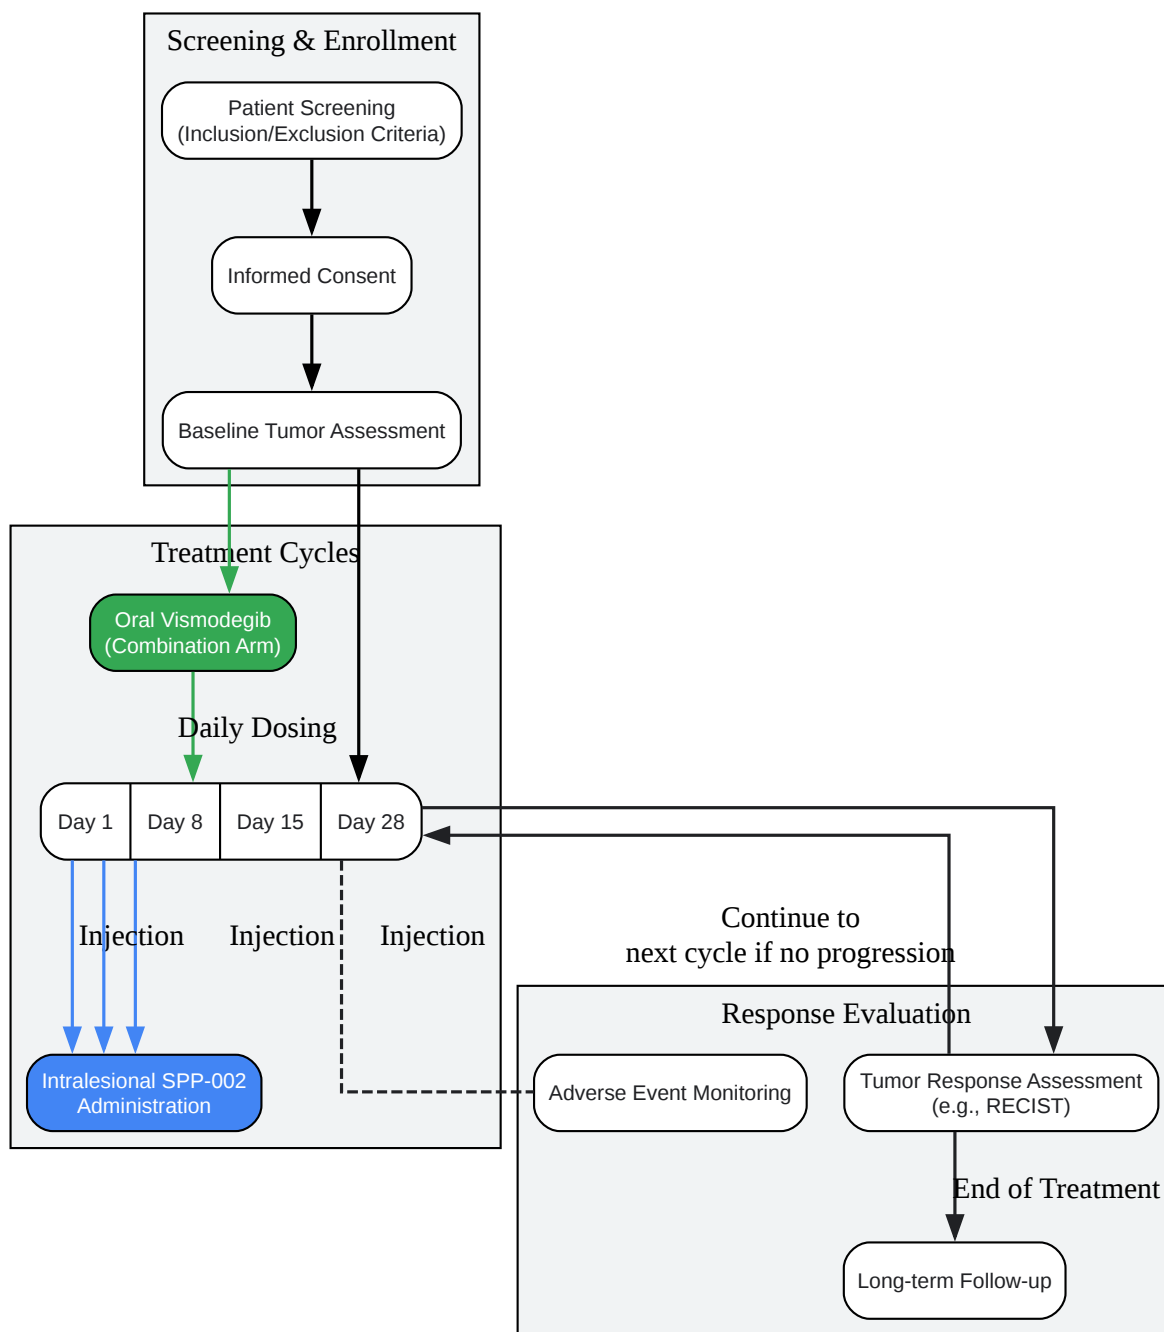 Screening & Enrollment
Patient Screening
(Inclusion/Exclusion Criteria)
Informed Consent
Baseline Tumor Assessment
Treatment Cycles
Oral Vismodegib
(Combination Arm)
Daily Dosing
Day 1
Day 8
Day 15
Day 28
Injection
Injection
Injection
Intralesional SPP-002
Administration
Continue to
next cycle if no progression
Response Evaluation
Adverse Event Monitoring
Tumor Response Assessment
(e.g., RECIST)
End of Treatment
Long-term Follow-up